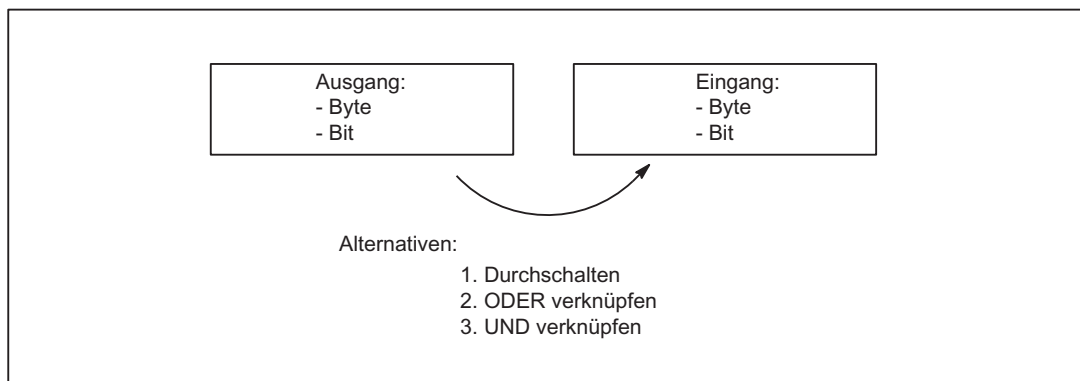 Ausgang:
- Byte
- Bit
Eingang:
- Byte
- Bit
Alternativen:
1. Durchschalten
2. ODER verknüpfen
3. UND verknüpfen